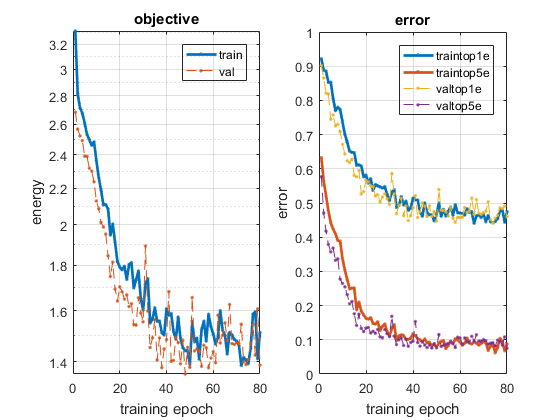 objective
energy
3.2
3
2.8
2.6
2.4
2.2
2
1.8
1.6
1.4
0 20 40 60 80
training epoch
train
val
error
error
1
0.9
0.8
0.7
0.6
0.5
0.4
0.3
0.2
0.1
0
0 20 40 60 80
training epoch
traintop1e
traintop5e
valtop1e
valtop5e